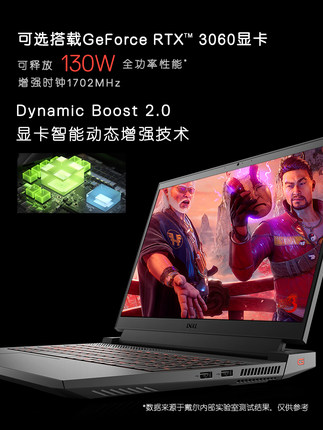 可选搭载GeForce RTX™ 3060显卡
可释放 130W 全功率性能*
增强时钟1702MHz
Dynamic Boost 2.0
显卡智能动态增强技术
DELL
*数据来源于戴尔内部实验室测试结果，仅供参考